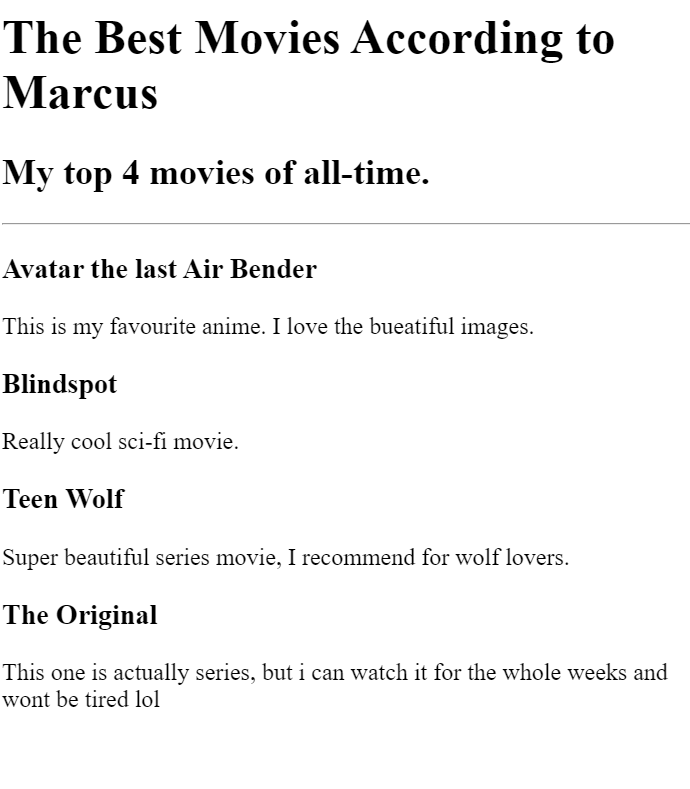 The Best Movies According to
Marcus
My top 4 movies of all-time.
Avatar the last Air Bender
This is my favourite anime. I love the bueatiful images.
Blindspot
Really cool sci-fi movie.
Teen Wolf
Super beautiful series movie, I recommend for wolf lovers.
The Original
This one is actually series, but i can watch it for the whole weeks and
wont be tired lol